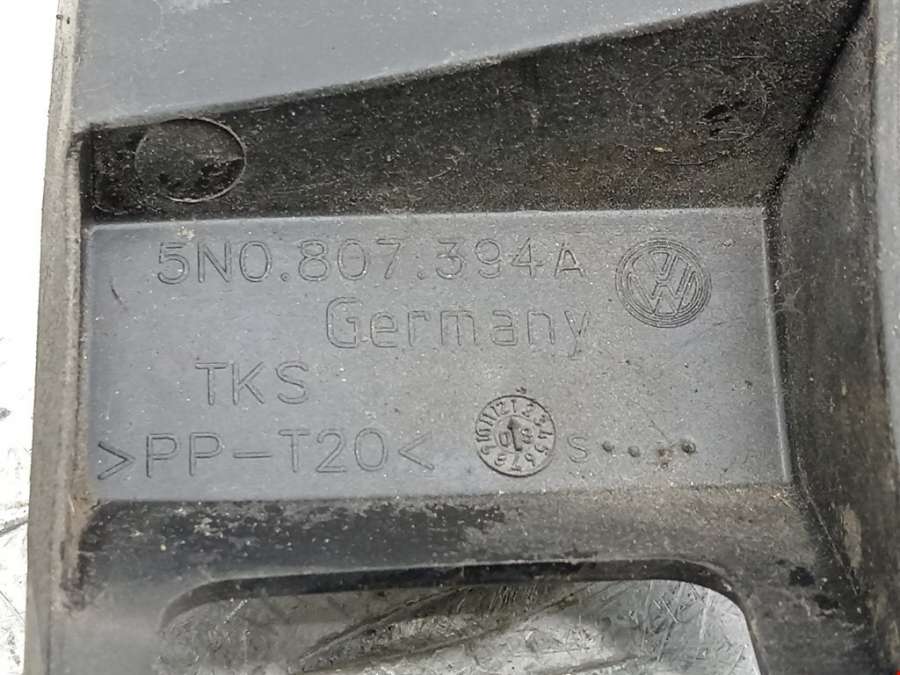 5N0.807.394A
Germany
TKS
>PP-T20<
S····